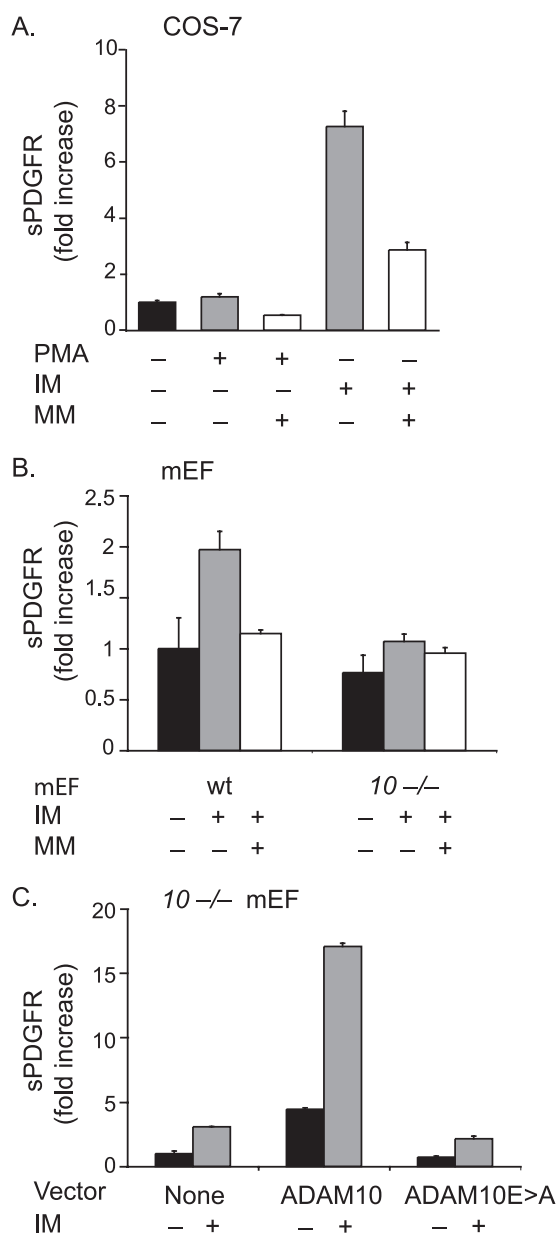 A. COS-7
sPDGFR
(fold increase)
10
8
6
4
2
0
PMA – + + – –
IM – – – + +
MM – – + – +
B. mEF
sPDGFR
(fold increase)
2.5
2
1.5
1
0.5
0
mEF wt 10 –/–
IM – + + – + +
MM – – + – – +
C. 10 –/– mEF
sPDGFR
(fold increase)
20
15
10
5
0
Vector None ADAM10 ADAM10E>A
IM – + – + – +